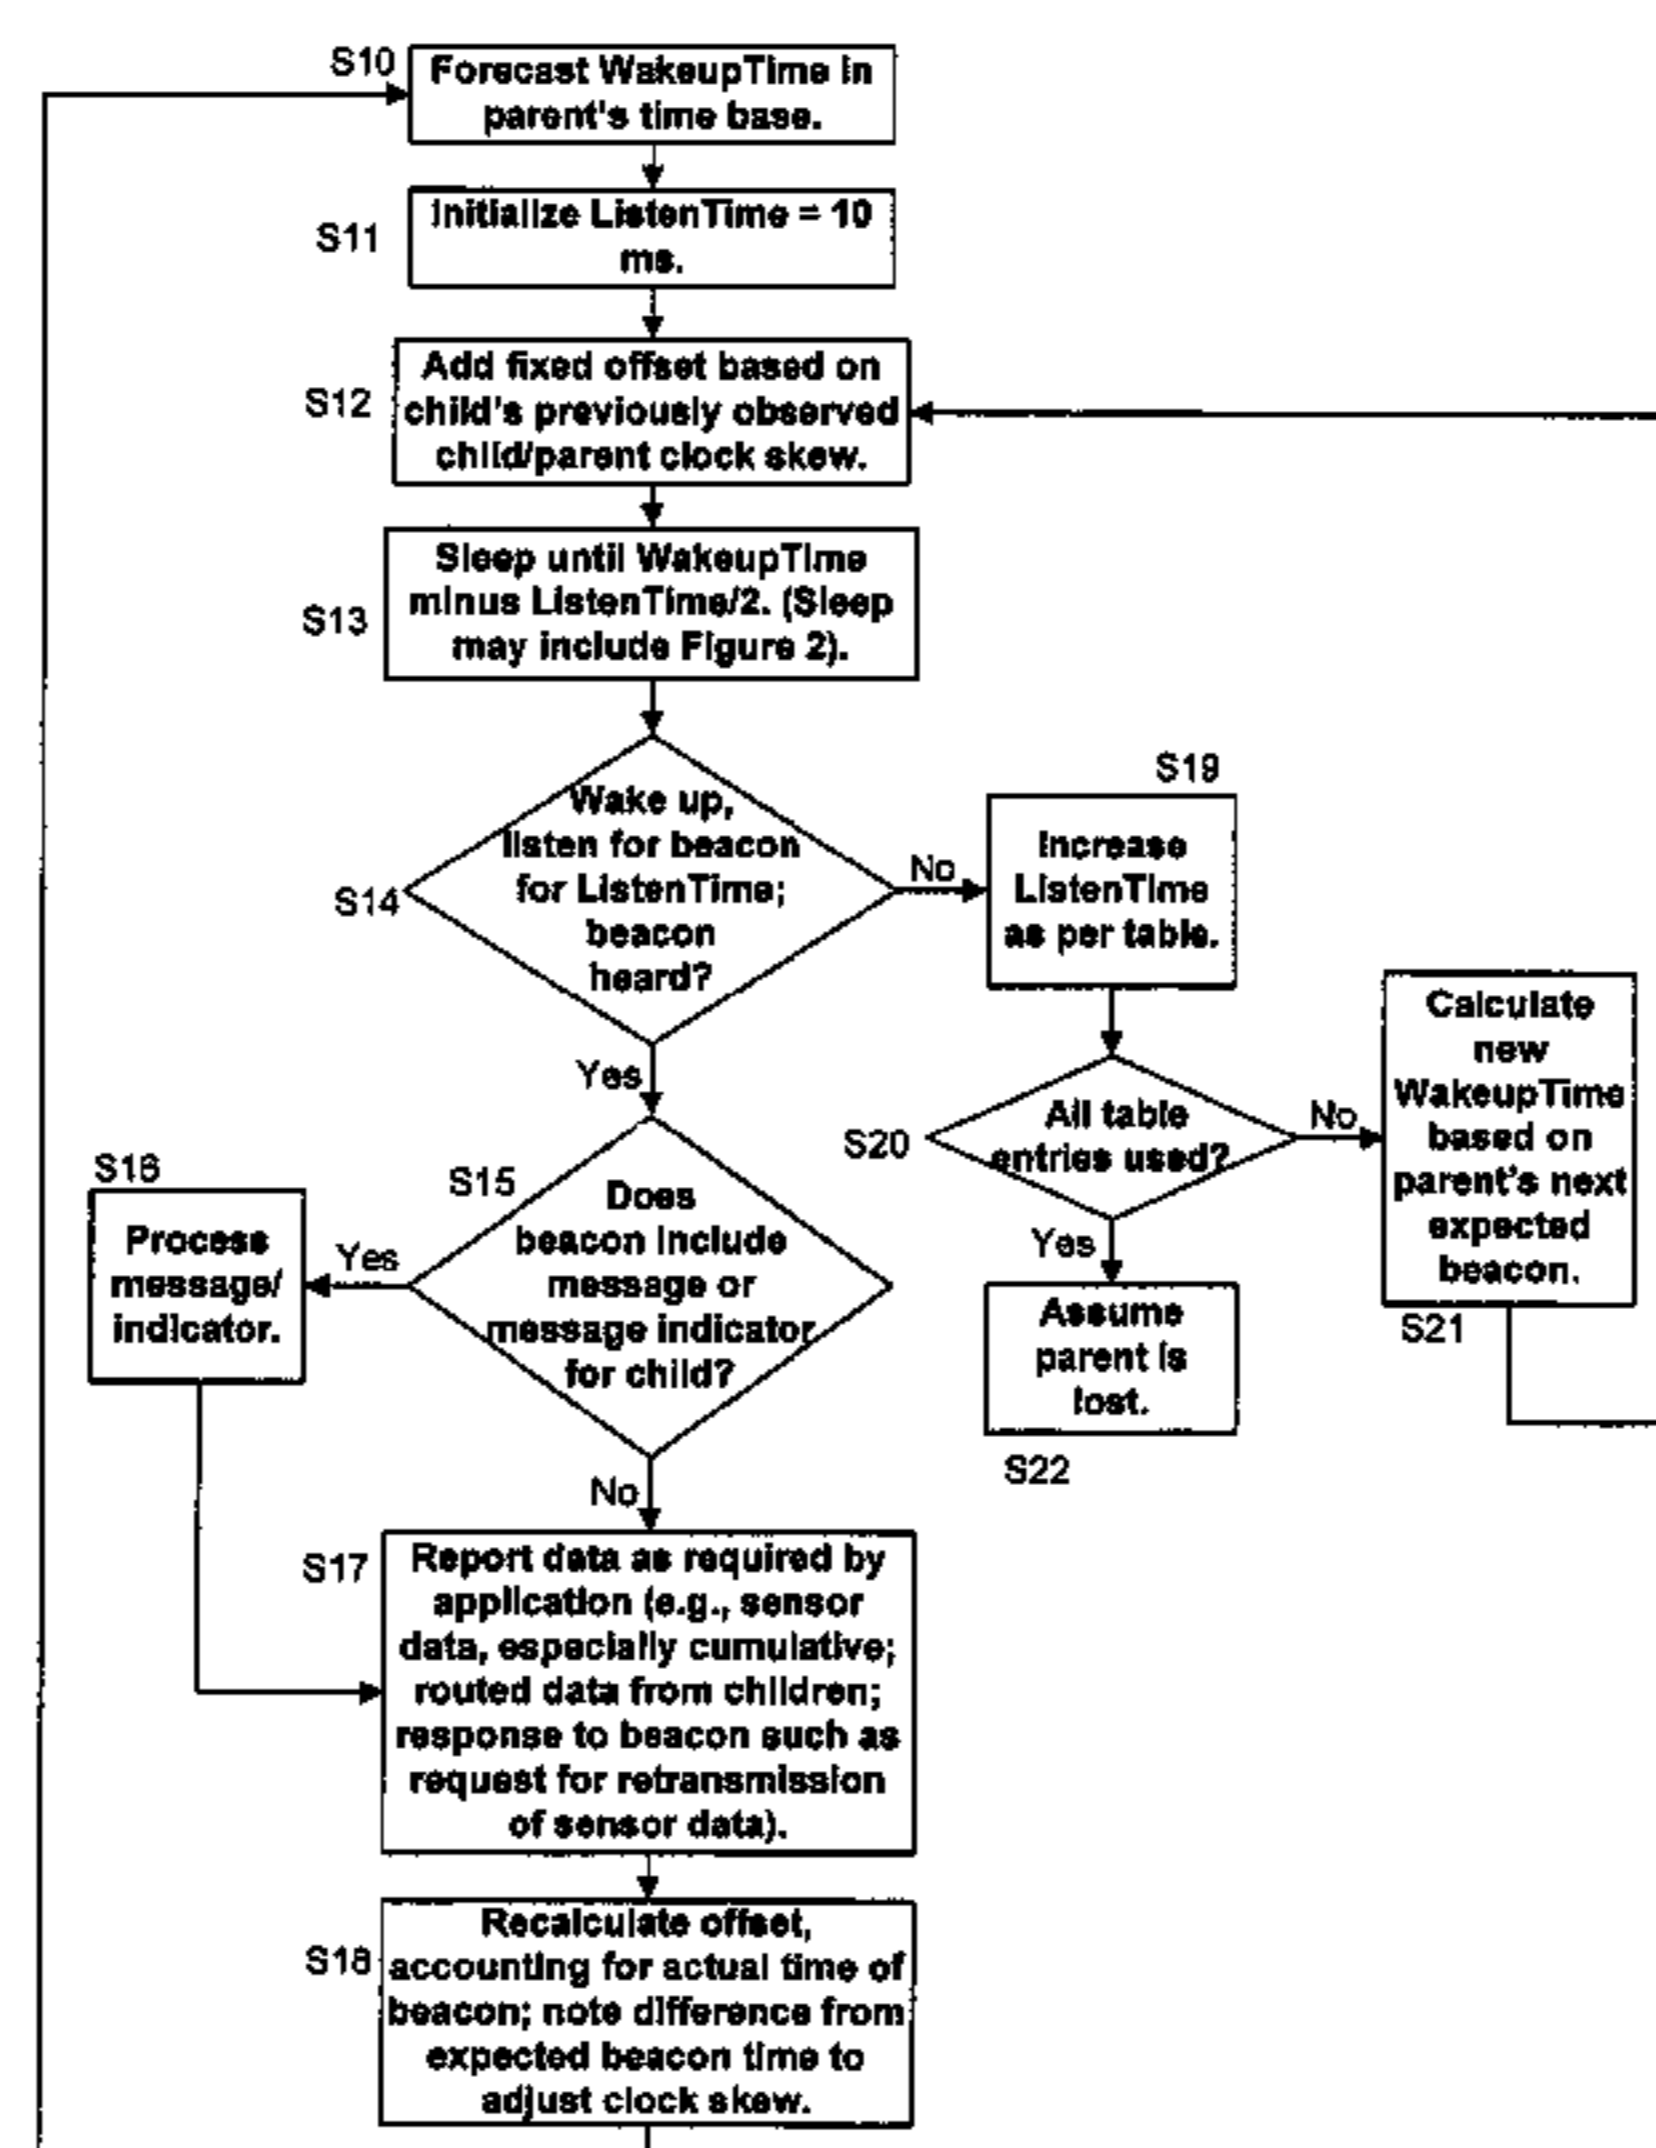 S10
Forecast WakeupTime in
parent's time base.
S11
Initialize ListenTime = 10
ms.
S12
Add fixed offset based on
child's previously observed
child/parent clock skew.
S13
Sleep until WakeupTime
minus ListenTime/2. (Sleep
may include Figure 2).
S14
Wake up,
listen for beacon
for ListenTime;
beacon
heard?
No
S19
Increase
ListenTime
as per table.
Yes
S20
All table
entries used?
No
Calculate
new
WakeupTime
based on
parent's next
expected
beacon.
S21
Yes
Assume
parent is
lost.
S22
S15
Does
beacon include
message or
message indicator
for child?
Yes
S16
Process
message/
indicator.
No
S17
Report data as required by
application (e.g., sensor
data, especially cumulative;
routed data from children;
response to beacon such as
request for retransmission
of sensor data).
S18
Recalculate offset,
accounting for actual time of
beacon; note difference from
expected beacon time to
adjust clock skew.